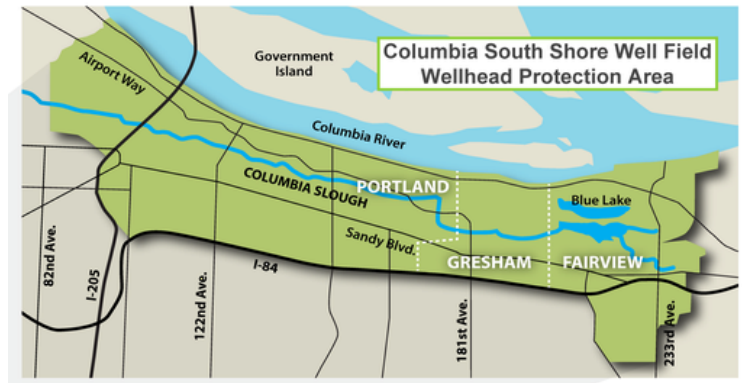 Columbia South Shore Well Field
Wellhead Protection Area
Government
Island
Airport Way
Columbia River
COLUMBIA SLOUGH
PORTLAND
Blue Lake
Sandy Blvd.
GRESHAM
FAIRVIEW
I-84
82nd Ave.
I-205
122nd Ave.
181st Ave.
233rd Ave.